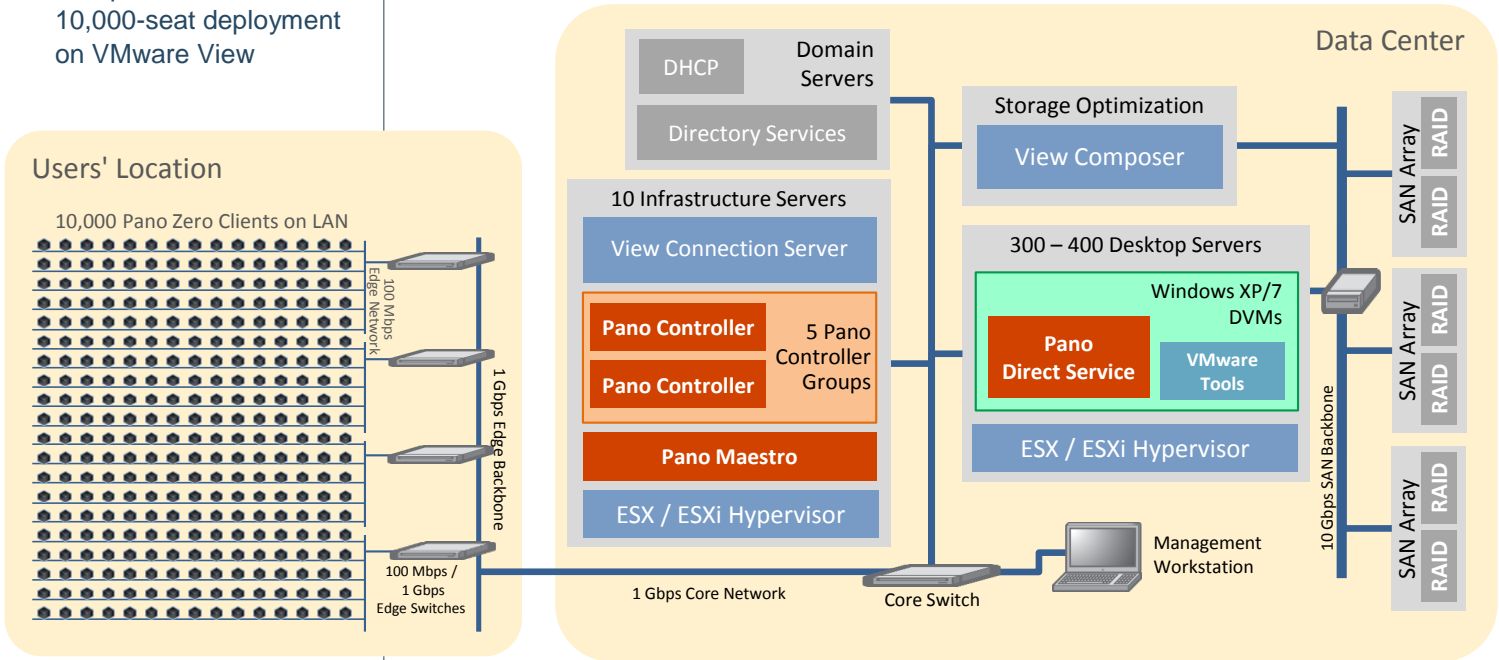 10,000-seat deployment
on VMware View
Users' Location
10,000 Pano Zero Clients on LAN
100 Mbps
Edge Network
1 Gbps Edge Backbone
100 Mbps /
1 Gbps
Edge Switches
Data Center
DHCP
Domain
Servers
Directory Services
10 Infrastructure Servers
View Connection Server
Pano Controller
Pano Controller
5 Pano
Controller
Groups
Pano Maestro
ESX / ESXi Hypervisor
Storage Optimization
View Composer
300 – 400 Desktop Servers
Windows XP/7
DVMs
Pano
Direct Service
VMware
Tools
ESX / ESXi Hypervisor
1 Gbps Core Network
Core Switch
Management
Workstation
10 Gbps SAN Backbone
SAN Array
RAID
RAID
SAN Array
RAID
RAID
SAN Array
RAID
RAID